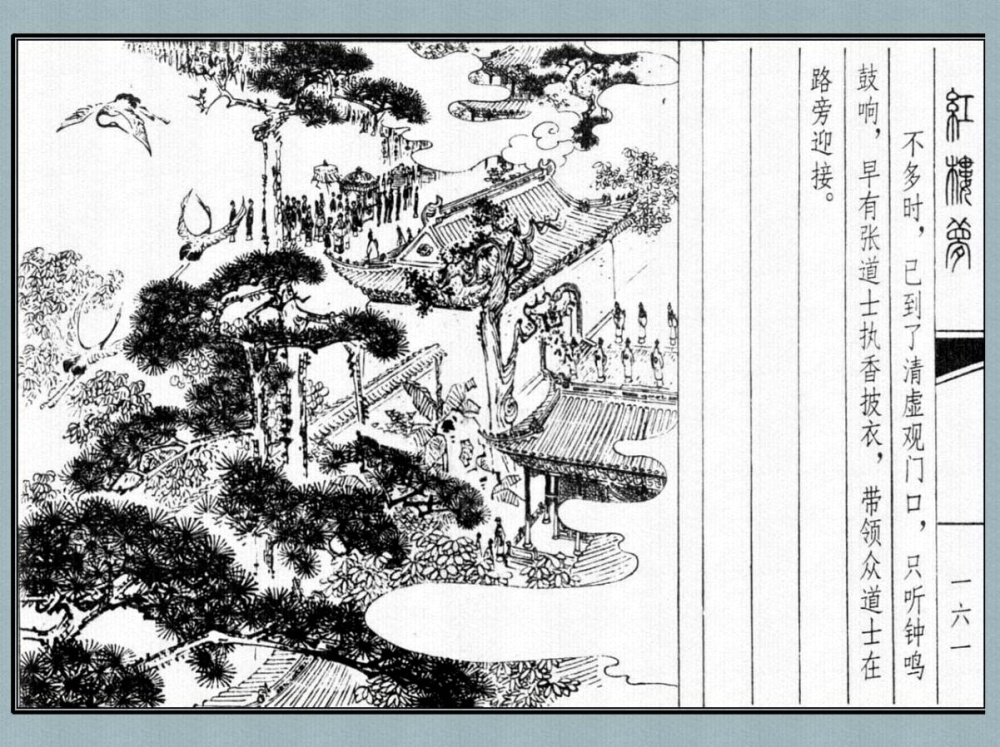 紅樓夢
一六一
不多时，已到了清虚观门口，只听钟鸣
鼓响，早有张道士执香披衣，带领众道士在
路旁迎接。